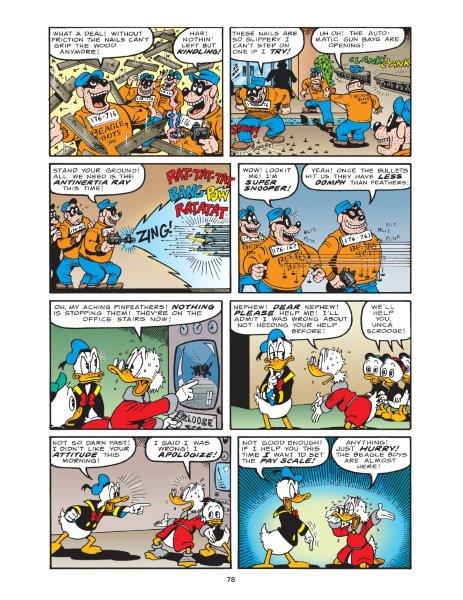 WHAT A DEAL! WITHOUT
FRICTION THE NAILS CAN'T
GRIP THE WOOD
ANYMORE!
HAR!
NOTHIN'
LEFT BUT
KINDLING!
176-716
176-
BEAGLE
BOYS
INC.
THESE NAILS ARE
SO SLIPPERY I
CAN'T STEP ON
ONE IF I TRY!
UH OH! THE AUTO-
MATIC GUN BAYS ARE
OPENING!
CLANK
CLANK
STAND YOUR GROUND!
ALL WE NEED IS THE
ANTINERTIA RAY
THIS TIME!
RAT-TAT-TAT
BANG POW
RATATAT
ZING!
WOW! LOOKIT
ME! I'M
SUPER
SNOOPER!
YEAH! ONCE THE BULLETS
HIT US THEY HAVE LESS
OOMPH THAN FEATHERS!
176-167
176-761
OH, MY ACHING PINFEATHERS! NOTHING
IS STOPPING THEM! THEY'RE ON THE
OFFICE STAIRS NOW!
NEPHEW! DEAR NEPHEW!
PLEASE HELP ME! I'LL
ADMIT I WAS WRONG ABOUT
NOT NEEDING YOUR HELP
BEFORE!
WE'LL
HELP
YOU,
UNCA
SCROOGE!
NOT SO DARN FAST!
I DIDN'T LIKE YOUR
ATTITUDE THIS
MORNING!
I SAID I WAS
WRONG! I
APOLOGIZE!
NOT GOOD ENOUGH!
IF I HELP YOU THIS
TIME I WANT TO SET
THE PAY SCALE!
ANYTHING!
JUST HURRY!
THE BEAGLE BOYS
ARE ALMOST
HERE!
78